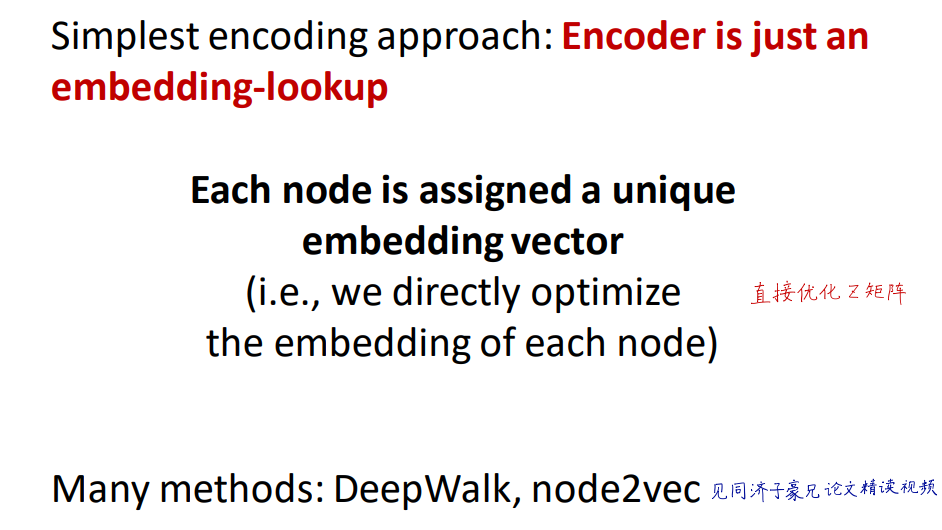 Simplest encoding approach: Encoder is just an
embedding-lookup
Each node is assigned a unique
embedding vector
(i.e., we directly optimize
the embedding of each node)
直接优化 Z 矩阵
Many methods: DeepWalk, node2vec 见同济子豪兄论文精读视频